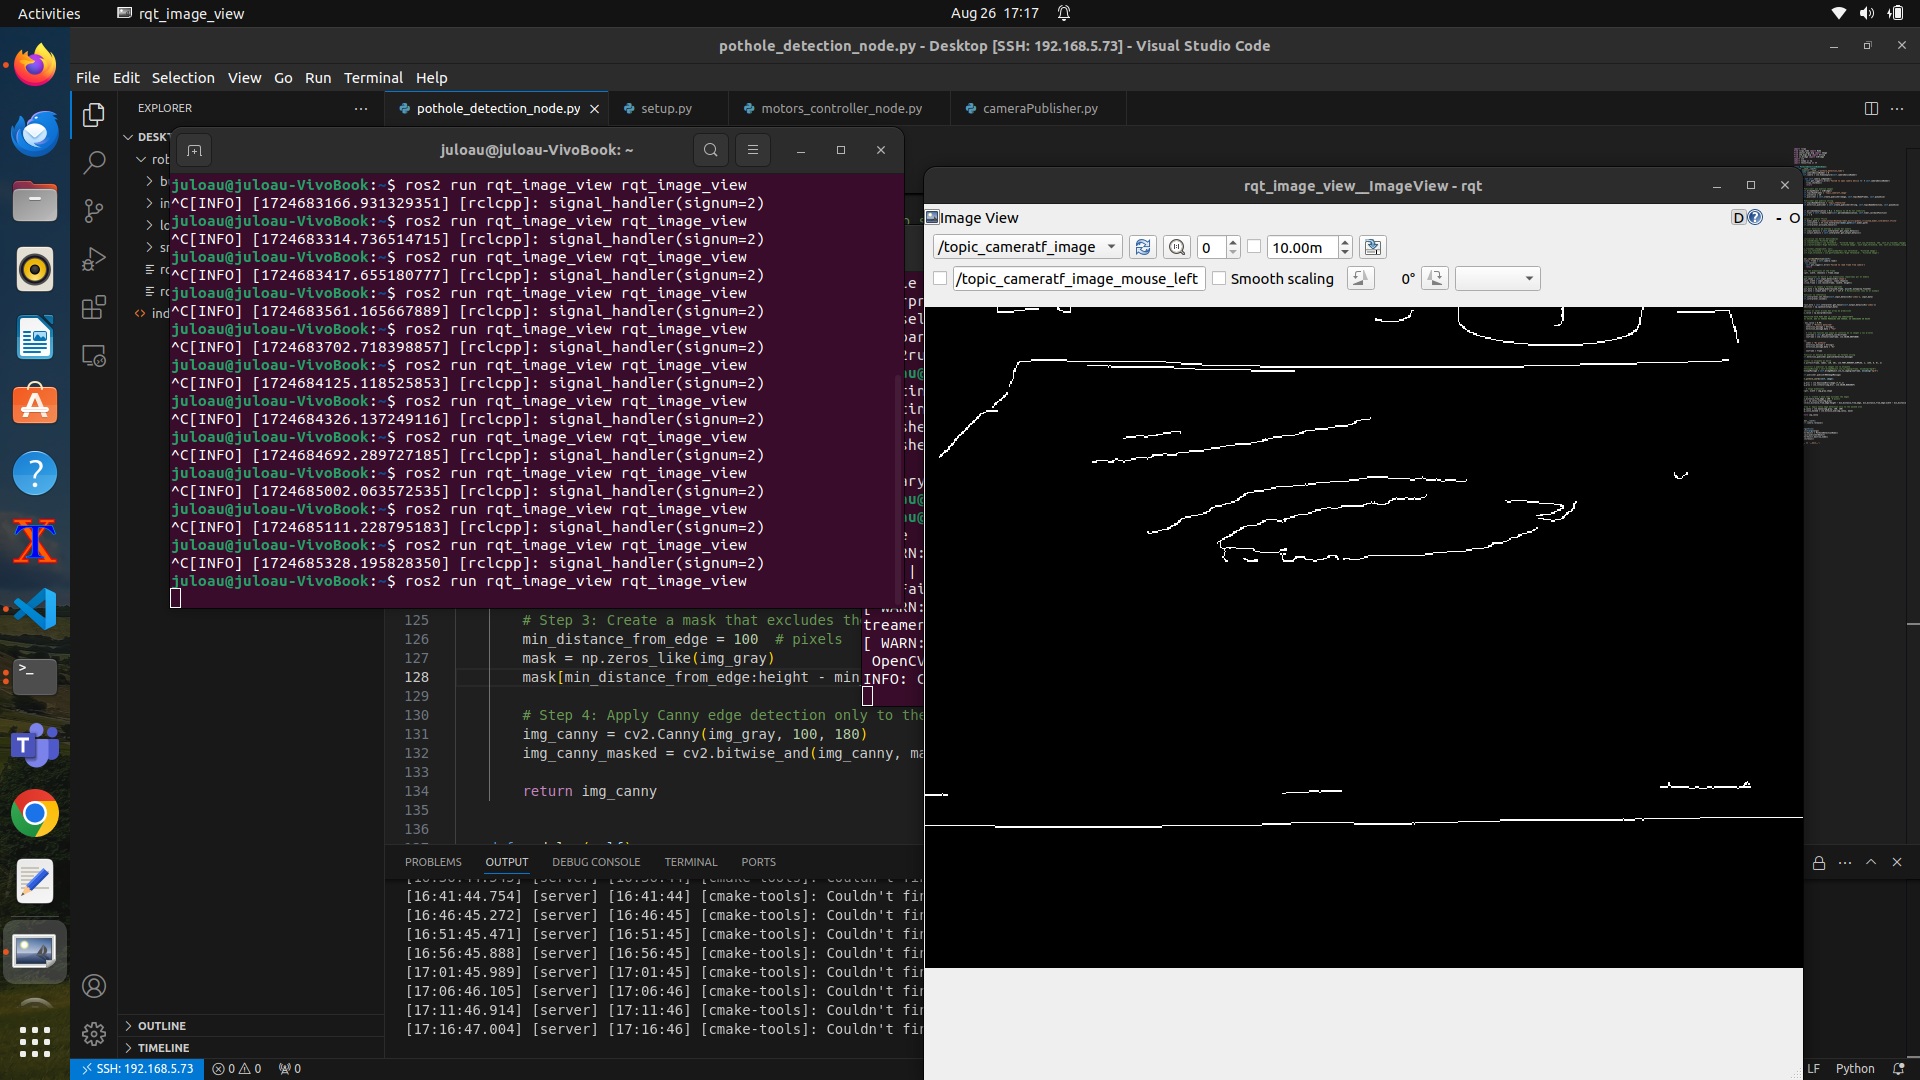 Activities
rqt_image_view
Aug 26 17:17
pothole_detection_node.py - Desktop [SSH: 192.168.5.73] - Visual Studio Code
File Edit Selection View Go Run Terminal Help
EXPLORER
pothole_detection_node.py
setup.py
motors_controller_node.py
cameraPublisher.py
juloau@juloau-VivoBook: ~
juloau@juloau-VivoBook:~$ ros2 run rqt_image_view rqt_image_view
^C[INFO] [1724683166.931329351] [rclcpp]: signal_handler(signum=2)
juloau@juloau-VivoBook:~$ ros2 run rqt_image_view rqt_image_view
^C[INFO] [1724683314.736514715] [rclcpp]: signal_handler(signum=2)
juloau@juloau-VivoBook:~$ ros2 run rqt_image_view rqt_image_view
^C[INFO] [1724683417.655180777] [rclcpp]: signal_handler(signum=2)
juloau@juloau-VivoBook:~$ ros2 run rqt_image_view rqt_image_view
^C[INFO] [1724683561.165667889] [rclcpp]: signal_handler(signum=2)
juloau@juloau-VivoBook:~$ ros2 run rqt_image_view rqt_image_view
^C[INFO] [1724683702.718398857] [rclcpp]: signal_handler(signum=2)
juloau@juloau-VivoBook:~$ ros2 run rqt_image_view rqt_image_view
^C[INFO] [1724684125.118525853] [rclcpp]: signal_handler(signum=2)
juloau@juloau-VivoBook:~$ ros2 run rqt_image_view rqt_image_view
^C[INFO] [1724684326.137249116] [rclcpp]: signal_handler(signum=2)
juloau@juloau-VivoBook:~$ ros2 run rqt_image_view rqt_image_view
^C[INFO] [1724684692.289727185] [rclcpp]: signal_handler(signum=2)
juloau@juloau-VivoBook:~$ ros2 run rqt_image_view rqt_image_view
^C[INFO] [1724685002.063572535] [rclcpp]: signal_handler(signum=2)
juloau@juloau-VivoBook:~$ ros2 run rqt_image_view rqt_image_view
^C[INFO] [1724685111.228795183] [rclcpp]: signal_handler(signum=2)
juloau@juloau-VivoBook:~$ ros2 run rqt_image_view rqt_image_view
^C[INFO] [1724685328.195828350] [rclcpp]: signal_handler(signum=2)
juloau@juloau-VivoBook:~$ ros2 run rqt_image_view rqt_image_view
rqt_image_view__ImageView - rqt
Image View
D
- O
/topic_cameratf_image
0
10.00m
/topic_cameratf_image_mouse_left
Smooth scaling
0°
125 # Step 3: Create a mask that excludes th
126 min_distance_from_edge = 100 # pixels
127 mask = np.zeros_like(img_gray)
128 mask[min_distance_from_edge:height - min
129
130 # Step 4: Apply Canny edge detection only to the
131 img_canny = cv2.Canny(img_gray, 100, 180)
132 img_canny_masked = cv2.bitwise_and(img_canny, ma
133
134 return img_canny
135
136
treamer
[ WARN:
OpenCV
INFO: C
PROBLEMS OUTPUT DEBUG CONSOLE TERMINAL PORTS
[16:41:44.754] [server] [16:41:44] [cmake-tools]: Couldn't fin
[16:46:45.272] [server] [16:46:45] [cmake-tools]: Couldn't fin
[16:51:45.471] [server] [16:51:45] [cmake-tools]: Couldn't fin
[16:56:45.888] [server] [16:56:45] [cmake-tools]: Couldn't fin
[17:01:45.989] [server] [17:01:45] [cmake-tools]: Couldn't fin
[17:06:46.105] [server] [17:06:46] [cmake-tools]: Couldn't fin
[17:11:46.914] [server] [17:11:46] [cmake-tools]: Couldn't fin
[17:16:47.004] [server] [17:16:46] [cmake-tools]: Couldn't fin
OUTLINE
TIMELINE
SSH: 192.168.5.73
0 0
0
LF Python